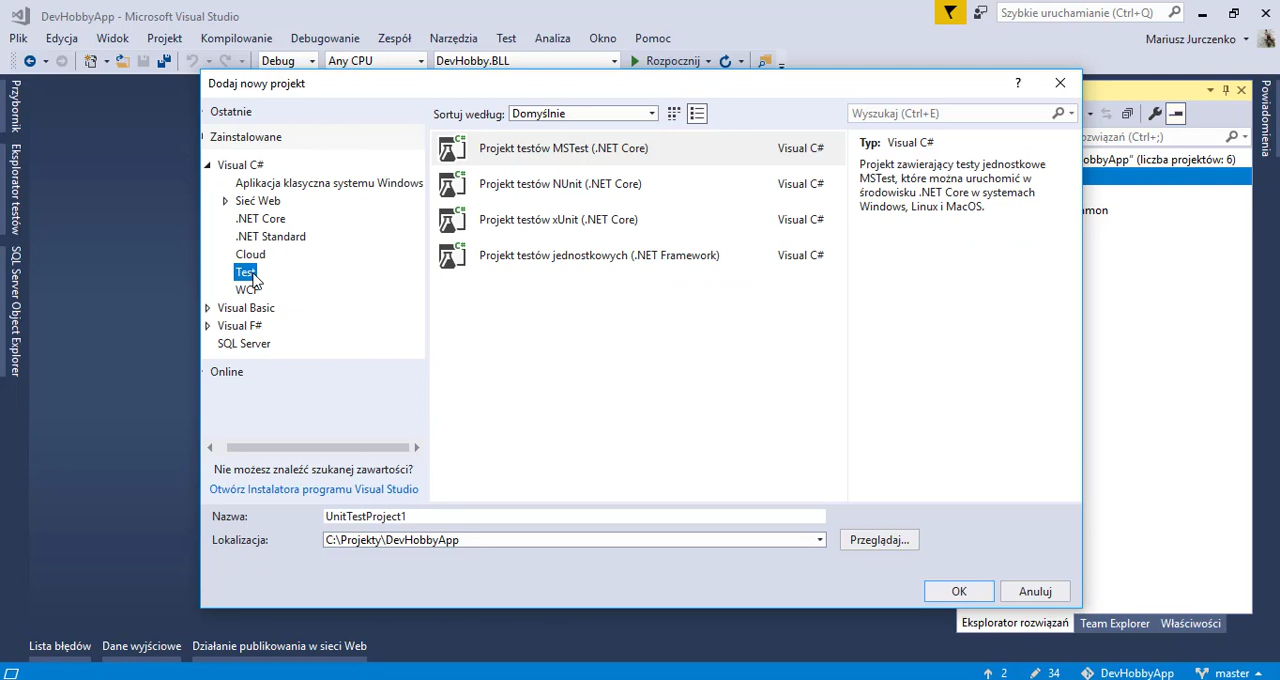 DevHobbyApp - Microsoft Visual Studio
Szybkie uruchamianie (Ctrl+Q)
Plik Edycja Widok Projekt Kompilowanie Debugowanie Zespół Narzędzia Test Analiza Okno Pomoc
Mariusz Jurczenko
Debug Any CPU DevHobby.BLL Rozpocznij
Przybornik
Eksplorator testów
SQL Server Object Explorer
Dodaj nowy projekt
?
Ostatnie
Zainstalowane
Visual C#
Aplikacja klasyczna systemu Windows
Sieć Web
.NET Core
.NET Standard
Cloud
Test
WCF
Visual Basic
Visual F#
SQL Server
Online
Nie możesz znaleźć szukanej zawartości?
Otwórz Instalatora programu Visual Studio
Sortuj według: Domyślnie
Wyszukaj (Ctrl+E)
C# Projekt testów MSTest (.NET Core) Visual C#
C# Projekt testów NUnit (.NET Core) Visual C#
C# Projekt testów xUnit (.NET Core) Visual C#
C# Projekt testów jednostkowych (.NET Framework) Visual C#
Typ: Visual C#
Projekt zawierający testy jednostkowe
MSTest, które można uruchomić w
środowisku .NET Core w systemach
Windows, Linux i MacOS.
Nazwa: UnitTestProject1
Lokalizacja: C:\Projekty\DevHobbyApp
Przeglądaj...
OK Anuluj
(Ctrl+;)
(liczba projektów: 6)
Powiadomienia
Eksplorator rozwiązań Team Explorer Właściwości
Lista błędów Dane wyjściowe Działanie publikowania w sieci Web
2 34 DevHobbyApp master